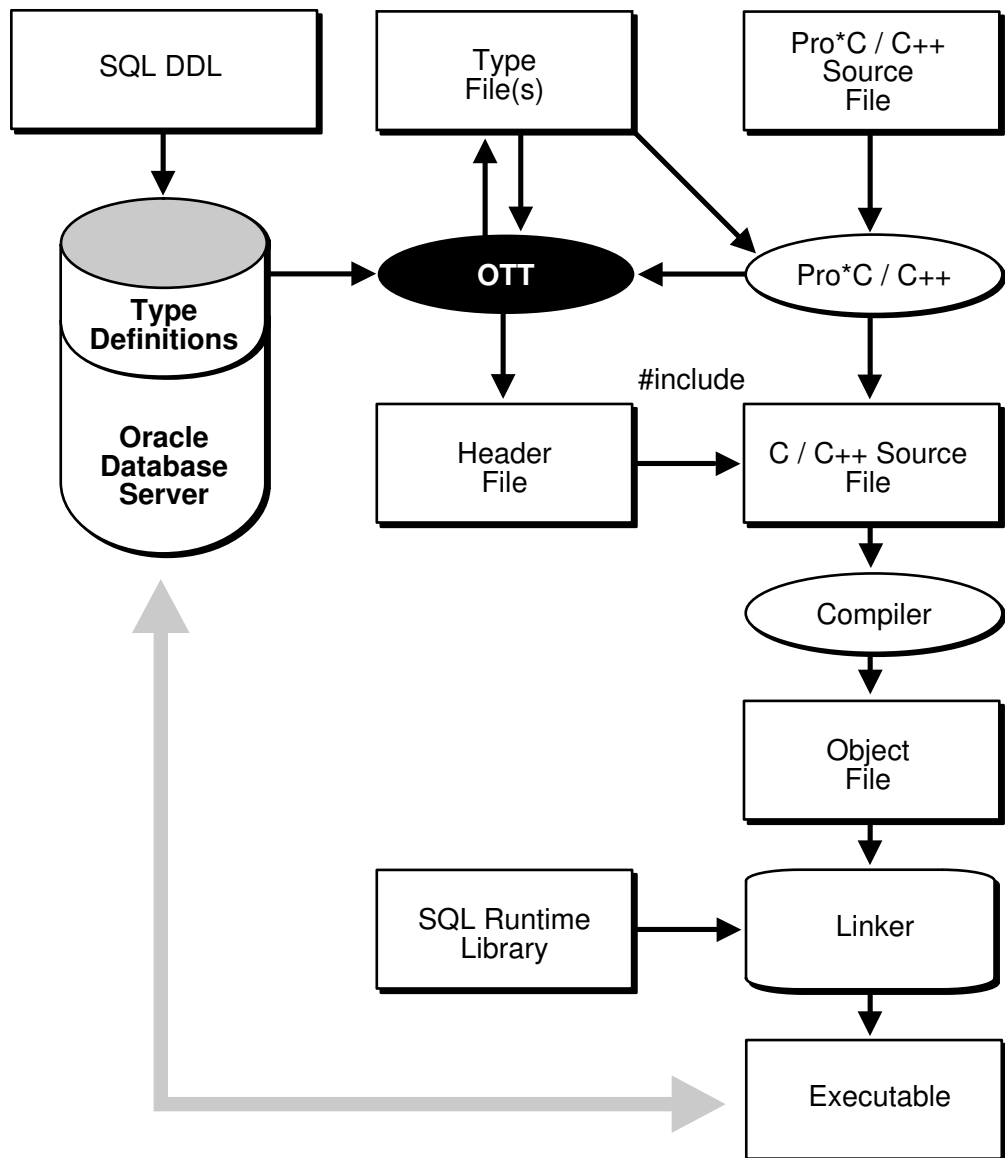 SQL DDL
Type
File(s)
Pro*C / C++
Source
File
Type
Definitions
Oracle
Database
Server
OTT
Pro*C / C++
#include
Header
File
C / C++ Source
File
Compiler
Object
File
SQL Runtime
Library
Linker
Executable